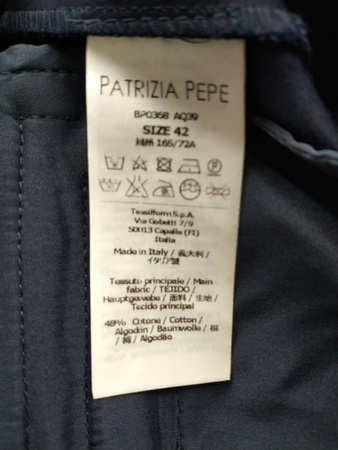 PATRIZIA PEPE
BP0368 AQ39
SIZE 42
规格 165/72A
Tessilform S.p.A.
Via Gobetti 7/9
50013 Capalle (FI)
Italia
Made in Italy / 義大利 /
イタリア製
Tessuto principale / Main
fabric / TEJIDO /
Hauptgewebe / 面料 / 生地 /
Tecido principal
48% Cotone / Cotton /
Algodón / Baumwolle /
/ 棉 / Algodão